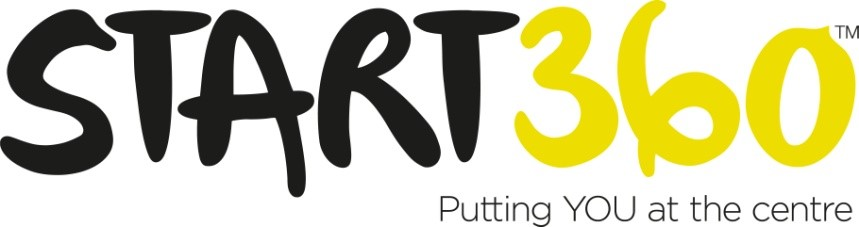 START360™
Putting YOU at the centre